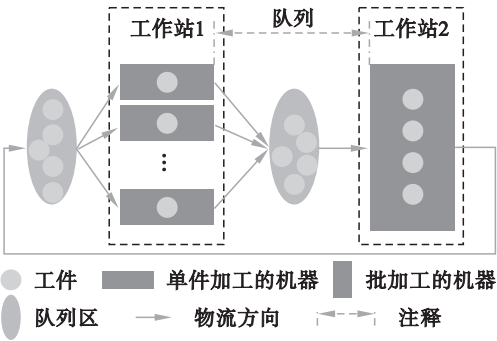 队列
工作站1
工作站2
工件
单件加工的机器
批加工的机器
队列区
物流方向
注释